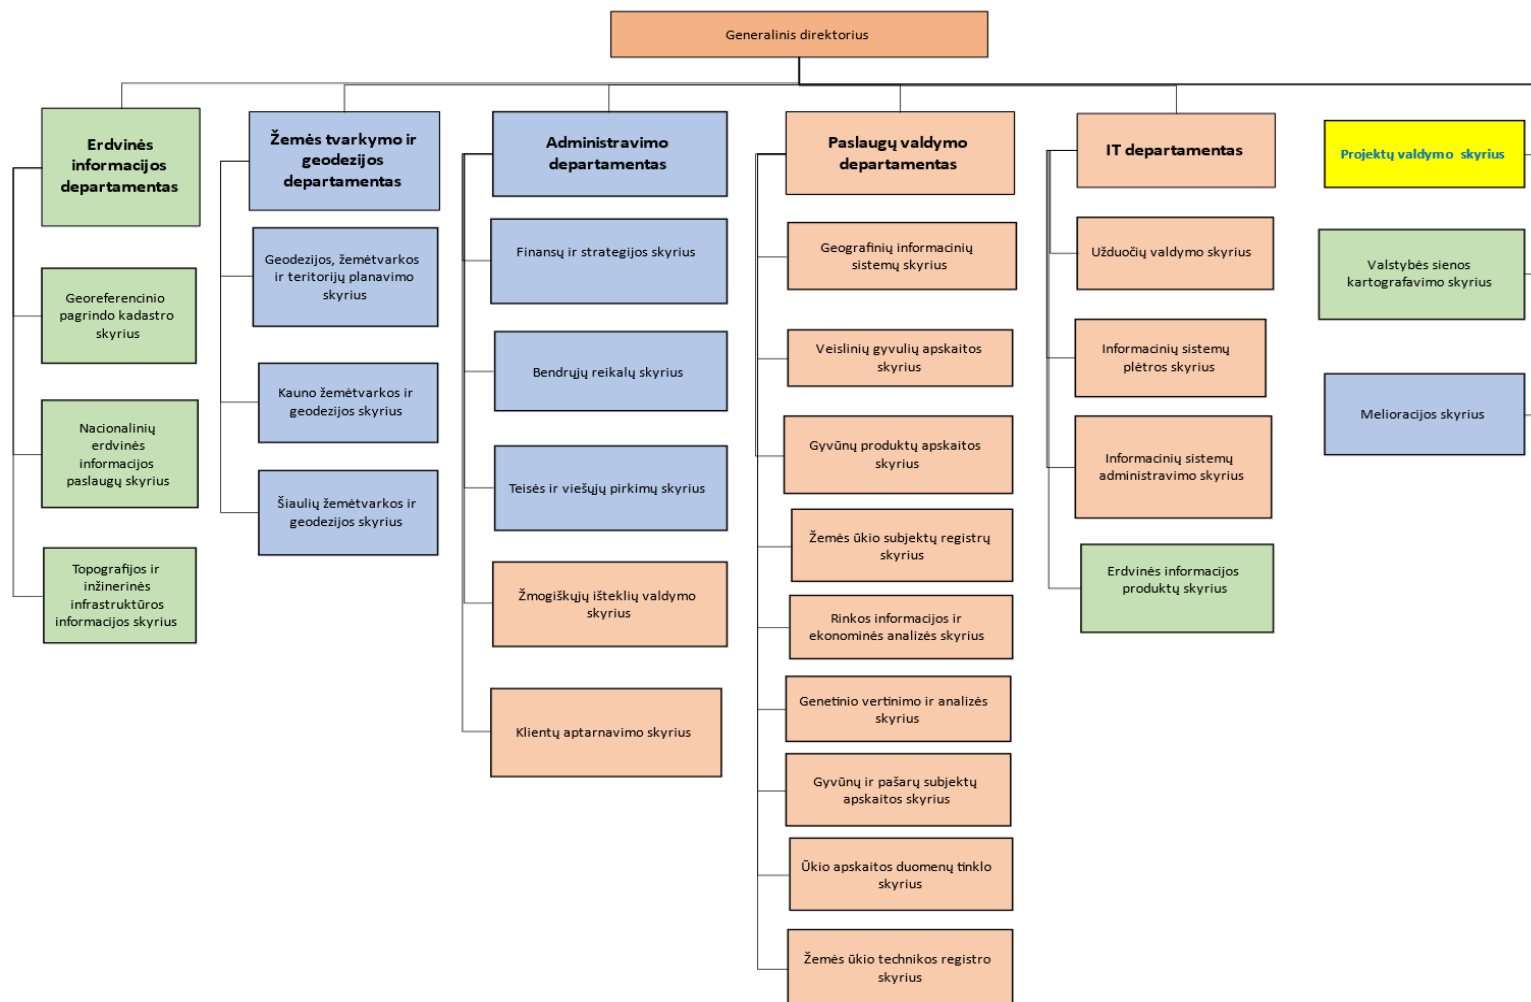 Generalinis direktorius
Erdvinės
informacijos
departamentas
Georeferencinio
pagrindo kadastro
skyrius
Nacionalinių
erdvinės
informacijos
paslaugų skyrius
Topografijos ir
inžinerinės
infrastruktūros
informacijos skyrius
Žemės tvarkymo ir
geodezijos
departamentas
Geodezijos, žemėtvarkos
ir teritorijų planavimo
skyrius
Kauno žemėtvarkos ir
geodezijos skyrius
Šiaulių žemėtvarkos ir
geodezijos skyrius
Administravimo
departamentas
Finansų ir strategijos skyrius
Bendrųjų reikalų skyrius
Teisės ir viešųjų pirkimų skyrius
Žmogiškųjų išteklių valdymo
skyrius
Klientų aptarnavimo skyrius
Paslaugų valdymo
departamentas
Geografinių informacinių
sistemų skyrius
Veislinių gyvulių apskaitos
skyrius
Gyvūnų produktų apskaitos
skyrius
Žemės ūkio subjektų registrų
skyrius
Rinkos informacijos ir
ekonominės analizės skyrius
Genetinio vertinimo ir analizės
skyrius
Gyvūnų ir pašarų subjektų
apskaitos skyrius
Ūkio apskaitos duomenų tinklo
skyrius
Žemės ūkio technikos registro
skyrius
IT departamentas
Užduočių valdymo skyrius
Informacinių sistemų
plėtros skyrius
Informacinių sistemų
administravimo skyrius
Erdvinės informacijos
produktų skyrius
Projektų valdymo skyrius
Valstybės sienos
kartografavimo skyrius
Melioracijos skyrius